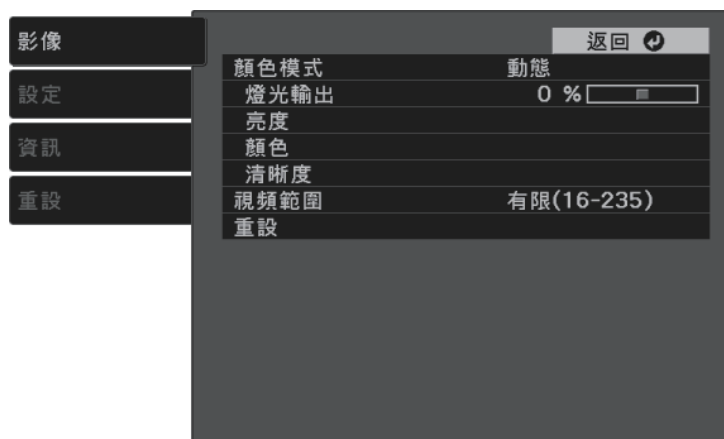 影像
設定
資訊
重設
返回
顏色模式 動態
燈光輸出 0 %
亮度
顏色
清晰度
視頻範圍 有限(16-235)
重設